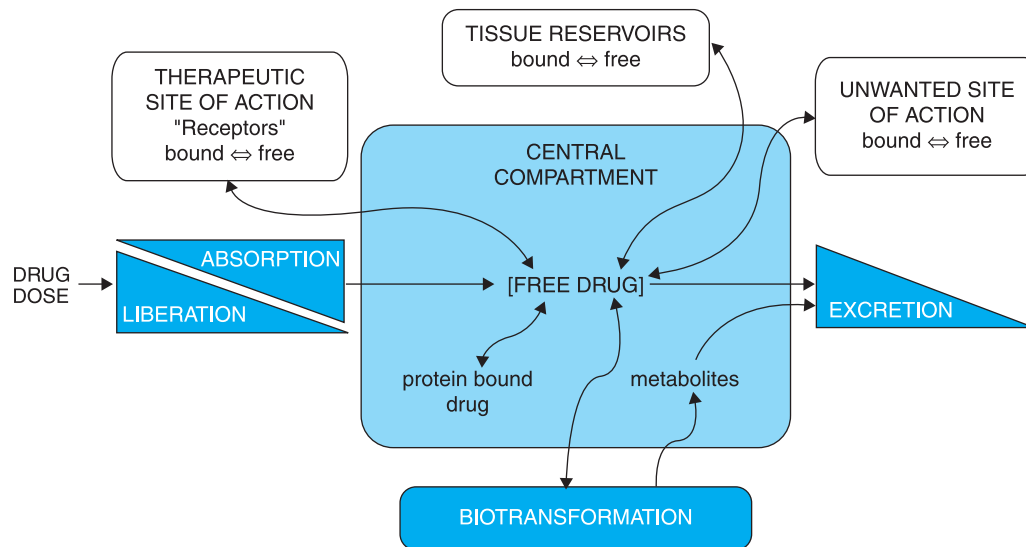 TISSUE RESERVOIRS
bound ⇔ free
THERAPEUTIC
SITE OF ACTION
"Receptors"
bound ⇔ free
UNWANTED SITE
OF ACTION
bound ⇔ free
CENTRAL
COMPARTMENT
DRUG
DOSE
ABSORPTION
LIBERATION
[FREE DRUG]
EXCRETION
protein bound
drug
metabolites
BIOTRANSFORMATION